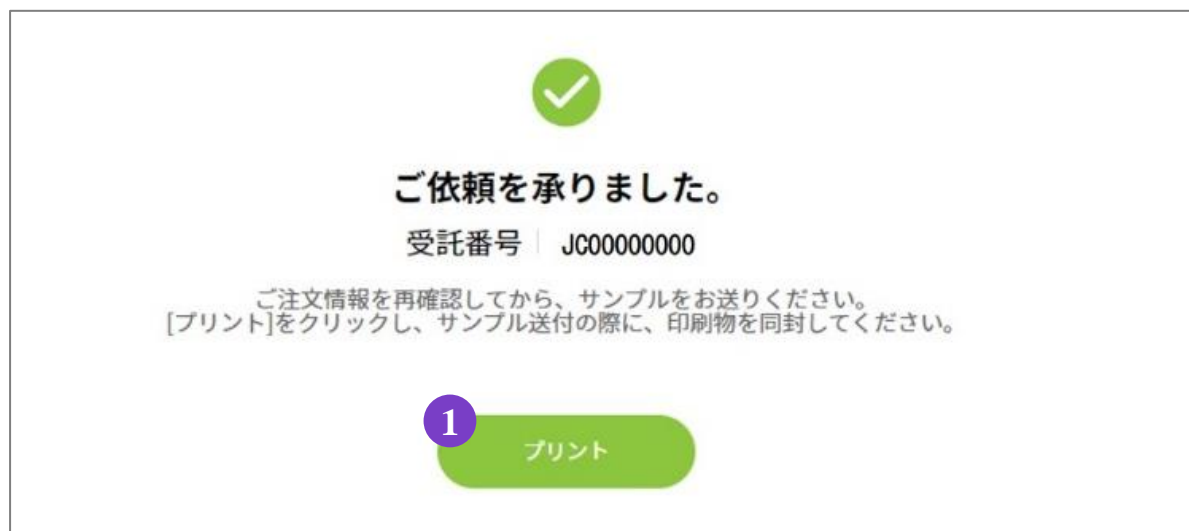 ご依頼を承りました。
受託番号 JC00000000
ご注文情報を再確認してから、サンプルをお送りください。
[プリント]をクリックし、サンプル送付の際に、印刷物を同封してください。
1
プリント